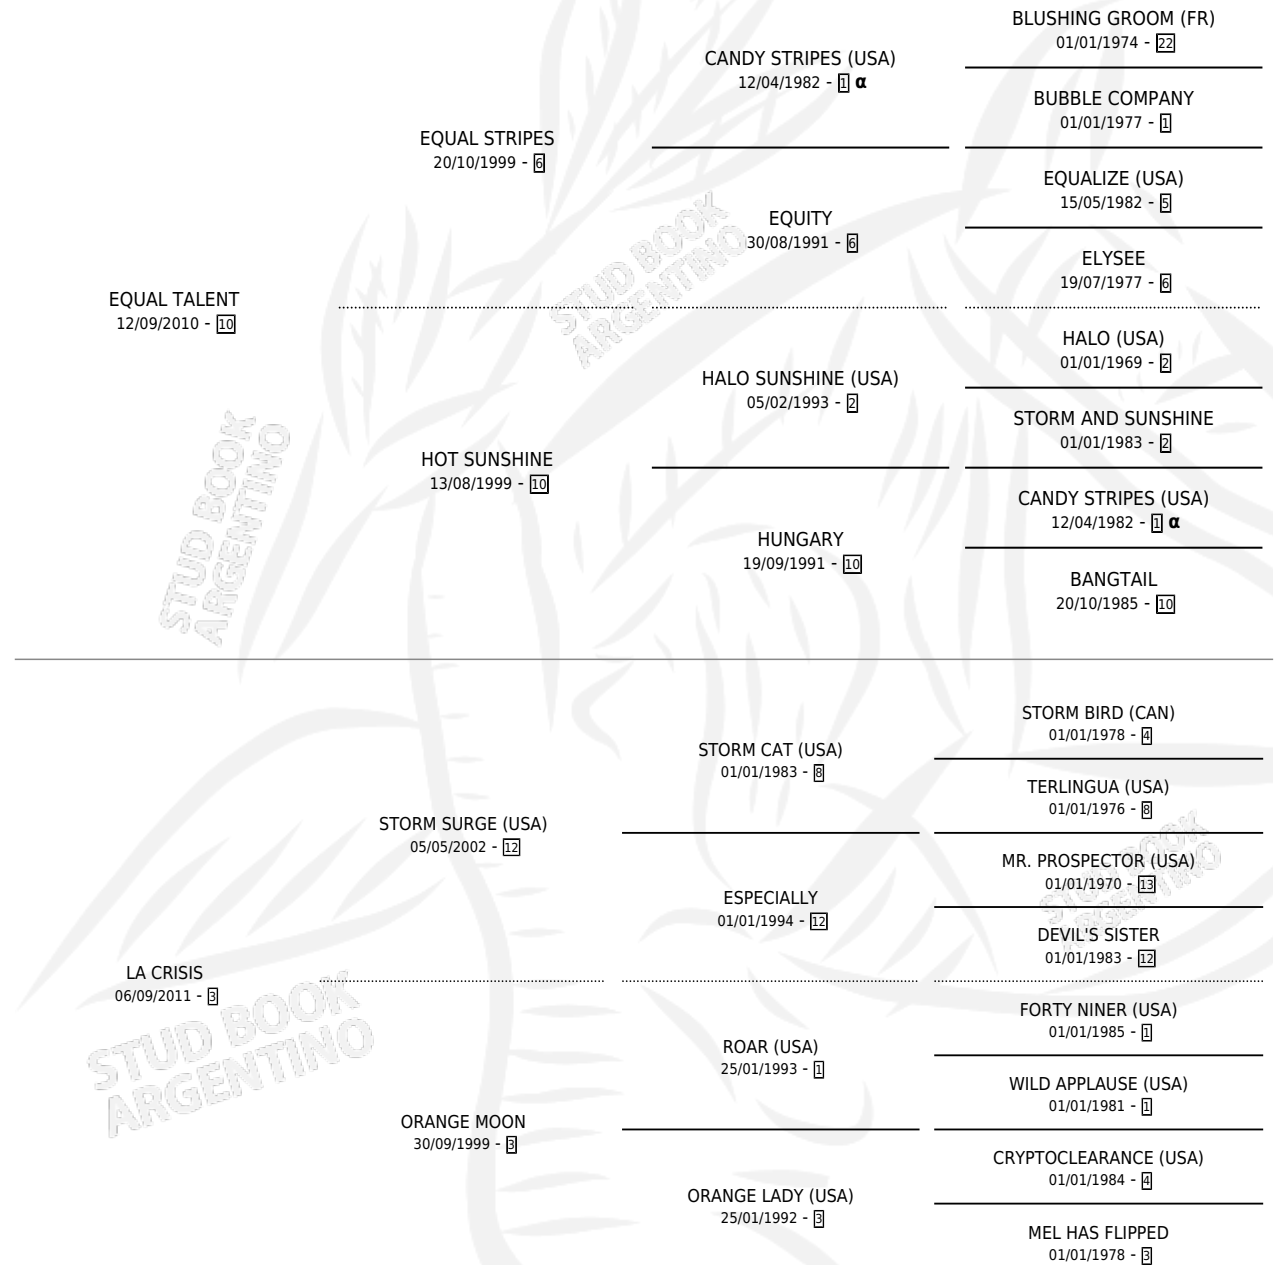 BLUSHING GROOM (FR)
01/01/1974 - 22
CANDY STRIPES (USA)
12/04/1982 - 1 α
BUBBLE COMPANY
01/01/1977 - 1
EQUAL STRIPES
20/10/1999 - 6
EQUALIZE (USA)
15/05/1982 - 5
EQUITY
30/08/1991 - 6
ELYSEE
19/07/1977 - 6
STUD BOOK
ARGENTINO
EQUAL TALENT
12/09/2010 - 10
HALO (USA)
01/01/1969 - 2
HALO SUNSHINE (USA)
05/02/1993 - 2
STORM AND SUNSHINE
01/01/1983 - 2
HOT SUNSHINE
13/08/1999 - 10
CANDY STRIPES (USA)
12/04/1982 - 1 α
HUNGARY
19/09/1991 - 10
BANGTAIL
20/10/1985 - 10
STUD BOOK
ARGENTINO
STORM BIRD (CAN)
01/01/1978 - 4
STORM CAT (USA)
01/01/1983 - 8
TERLINGUA (USA)
01/01/1976 - 8
STORM SURGE (USA)
05/05/2002 - 12
MR. PROSPECTOR (USA)
01/01/1970 - 13
ESPECIALLY
01/01/1994 - 12
DEVIL'S SISTER
01/01/1983 - 12
STUD BOOK
ARGENTINO
LA CRISIS
06/09/2011 - 3
FORTY NINER (USA)
01/01/1985 - 1
ROAR (USA)
25/01/1993 - 1
WILD APPLAUSE (USA)
01/01/1981 - 1
STUD BOOK
ARGENTINO
ORANGE MOON
30/09/1999 - 3
CRYPTOCLEARANCE (USA)
01/01/1984 - 4
ORANGE LADY (USA)
25/01/1992 - 3
MEL HAS FLIPPED
01/01/1978 - 3